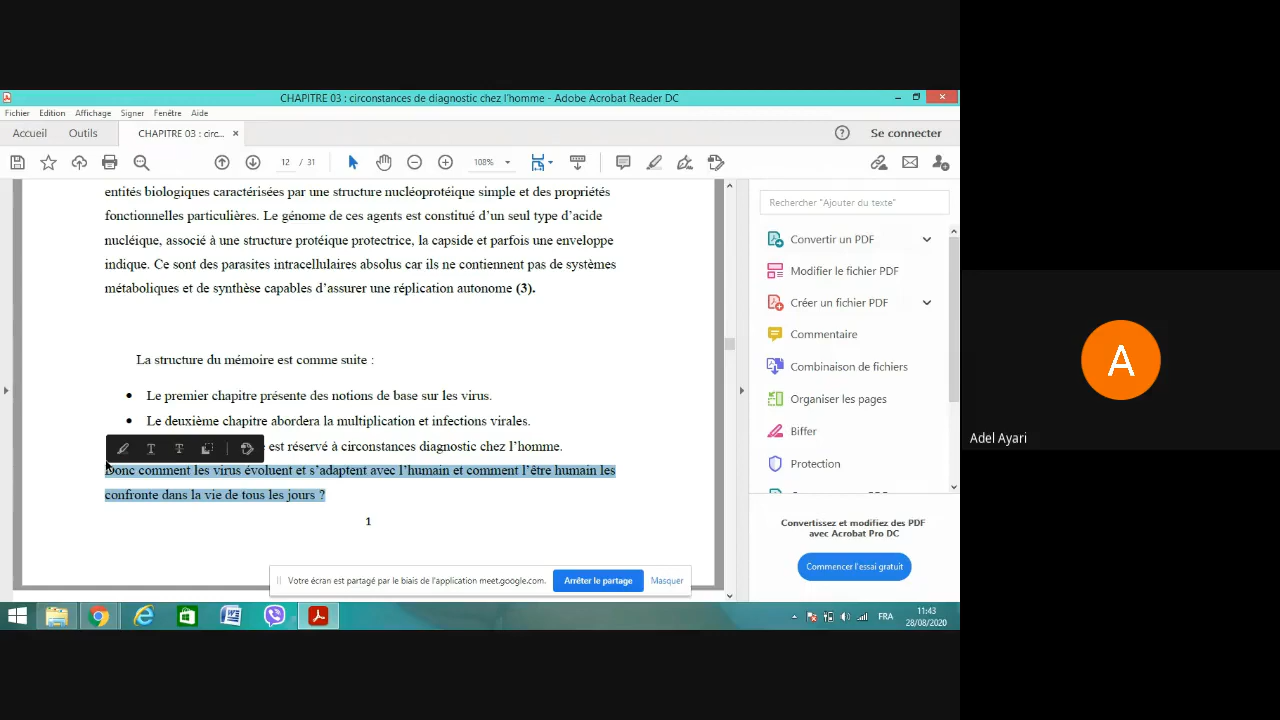 CHAPITRE 03 : circonstances de diagnostic chez l'homme - Adobe Acrobat Reader DC
Fichier Edition Affichage Signer Fenêtre Aide
Accueil Outils CHAPITRE 03 : circ... × Se connecter
12 / 31 108%
entités biologiques caractérisées par une structure nucléoprotéique simple et des propriétés
fonctionnelles particulières. Le génome de ces agents est constitué d'un seul type d'acide
nucléique, associé à une structure protéique protectrice, la capside et parfois une enveloppe
indique. Ce sont des parasites intracellulaires absolus car ils ne contiennent pas de systèmes
métaboliques et de synthèse capables d'assurer une réplication autonome (3).
La structure du mémoire est comme suite :
• Le premier chapitre présente des notions de base sur les virus.
• Le deuxième chapitre abordera la multiplication et infections virales.
est réservé à circonstances diagnostic chez l'homme.
Donc comment les virus évoluent et s'adaptent avec l'humain et comment l'être humain les
confronte dans la vie de tous les jours ?
1
Rechercher "Ajouter du texte"
Convertir un PDF
Modifier le fichier PDF
Créer un fichier PDF
Commentaire
Combinaison de fichiers
Organiser les pages
Biffer
Protection
Convertissez et modifiez des PDF
avec Acrobat Pro DC
Commencer l'essai gratuit
Votre écran est partagé par le biais de l'application meet.google.com. Arrêter le partage Masquer
FRA 11:43
28/08/2020
A
Adel Ayari